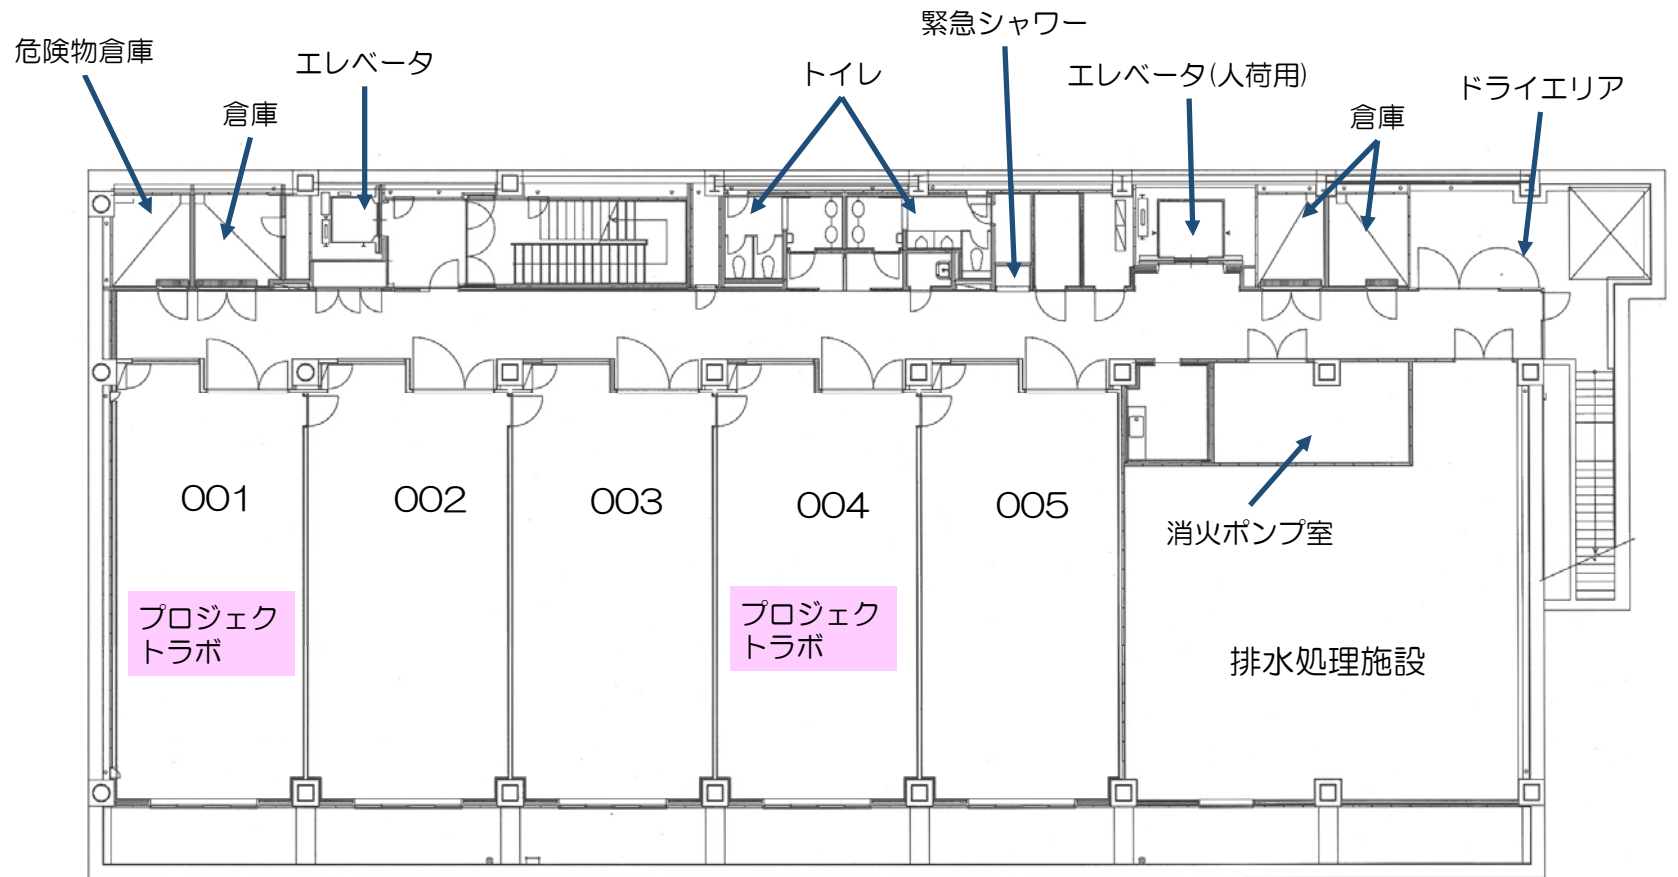 緊急シャワー
危険物倉庫
エレベータ
トイレ
エレベータ(人荷用)
ドライエリア
倉庫
倉庫
001
002
003
004
005
消火ポンプ室
プロジェク
トラボ
プロジェク
トラボ
排水処理施設